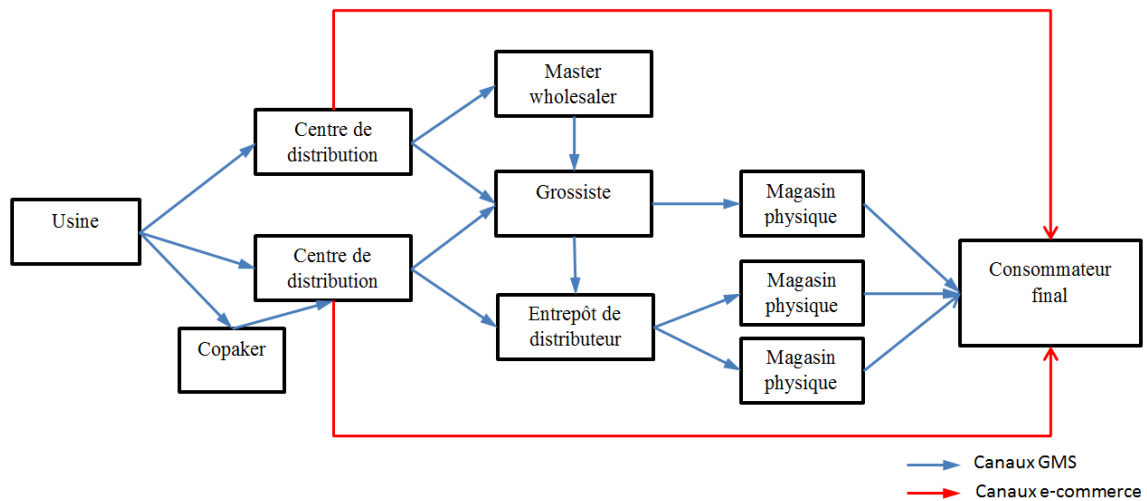 Master
wholesaler
Centre de
distribution
Grossiste
Magasin
physique
Usine
Centre de
distribution
Consommateur
final
Magasin
physique
Entrepôt de
distributeur
Copaker
Magasin
physique
Canaux GMS
Canaux e-commerce